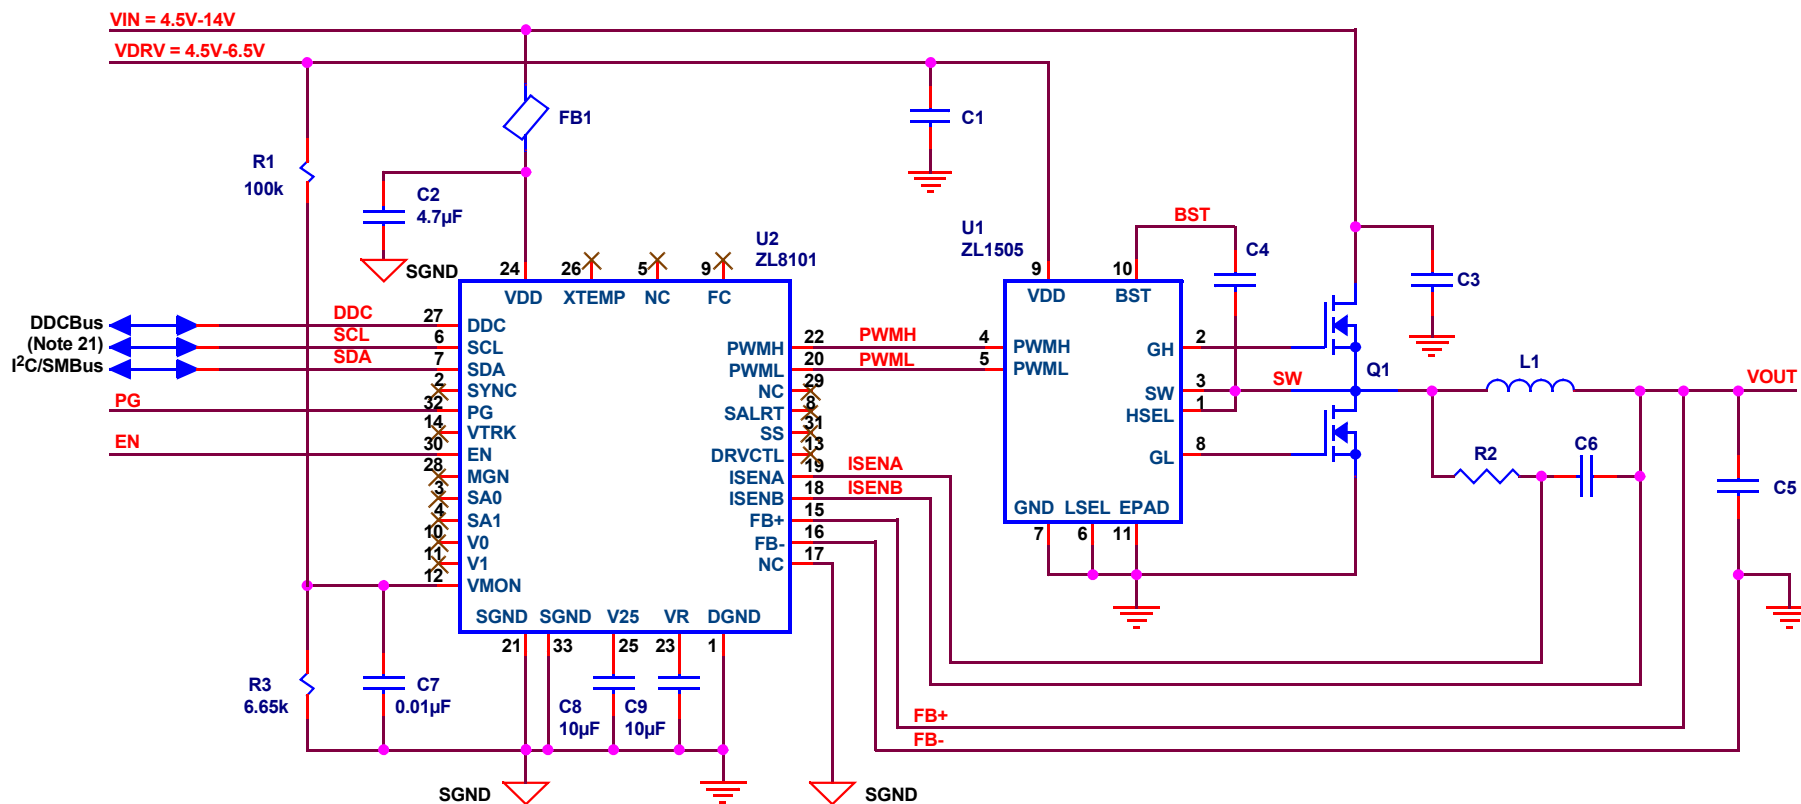 VIN = 4.5V-14V
VDRV = 4.5V-6.5V
FB1
C1
R1
100k
C2
4.7µF
SGND
U2
ZL8101
U1
ZL1505
BST
C4
C3
24
26
5
9
VDD
XTEMP
NC
FC
9
10
VDD
BST
DDCBus
(Note 21)
I²C/SMBus
DDC
SCL
SDA
PG
EN
27
6
7
2
32
14
30
28
3
4
10
11
12
DDC
SCL
SDA
SYNC
PG
VTRK
EN
MGN
SA0
SA1
V0
V1
VMON
PWMH
PWML
NC
SALRT
SS
DRVCTL
ISENA
ISENB
FB+
FB-
NC
22
20
29
8
31
13
19
18
15
16
17
PWMH
PWML
ISENA
ISENB
4
5
PWMH
PWML
GH
SW
HSEL
GL
2
3
1
8
SW
Q1
L1
VOUT
R2
C6
C5
GND LSEL EPAD
7
6
11
SGND
SGND
V25
VR
DGND
21
33
25
23
1
R3
6.65k
C7
0.01µF
C8
10µF
C9
10µF
FB+
FB-
SGND
SGND